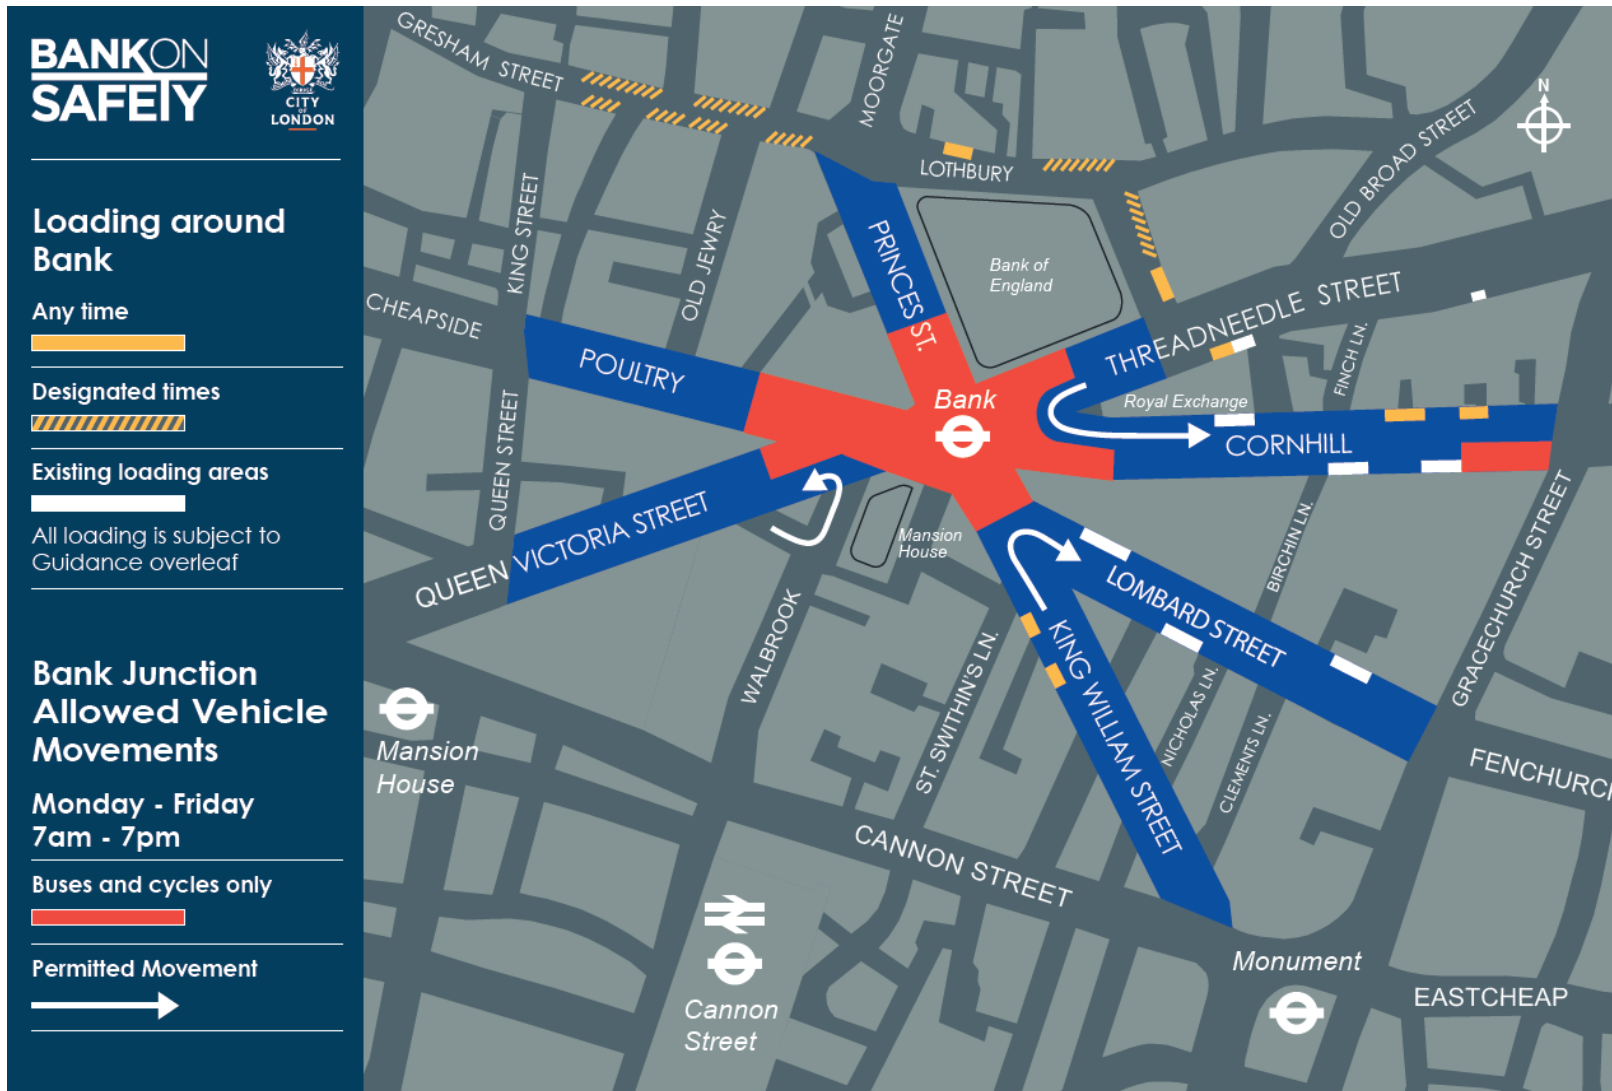 BANKON
SAFETY
CITY
OF
LONDON
Loading around
Bank
Any time
Designated times
Existing loading areas
All loading is subject to
Guidance overleaf
Bank Junction
Allowed Vehicle
Movements
Monday - Friday
7am - 7pm
Buses and cycles only
Permitted Movement
GRESHAM STREET
MOORGATE
N
LOTHBURY
OLD BROAD STREET
KING STREET
OLD JEWRY
PRINCES ST.
Bank of
England
THREADNEEDLE STREET
CHEAPSIDE
POULTRY
FINCH LN.
Bank
Royal Exchange
CORNHILL
QUEEN STREET
QUEEN VICTORIA STREET
Mansion
House
BIRCHIN LN.
GRACECHURCH STREET
LOMBARD STREET
WALBROOK
ST. SWITHIN'S LN.
KING WILLIAM STREET
NICHOLAS LN.
CLEMENTS LN.
Mansion
House
FENCHURCH
CANNON STREET
Cannon
Street
Monument
EASTCHEAP